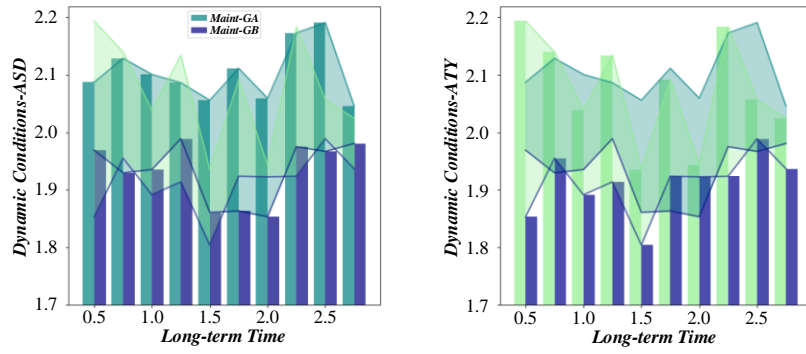 Dynamic Conditions-ASD
2.2
2.1
2.0
1.9
1.8
1.7
Maint-GA
Maint-GB
0.5 1.0 1.5 2.0 2.5
Long-term Time
Dynamic Conditions-ATY
2.2
2.1
2.0
1.9
1.8
1.7
0.5 1.0 1.5 2.0 2.5
Long-term Time